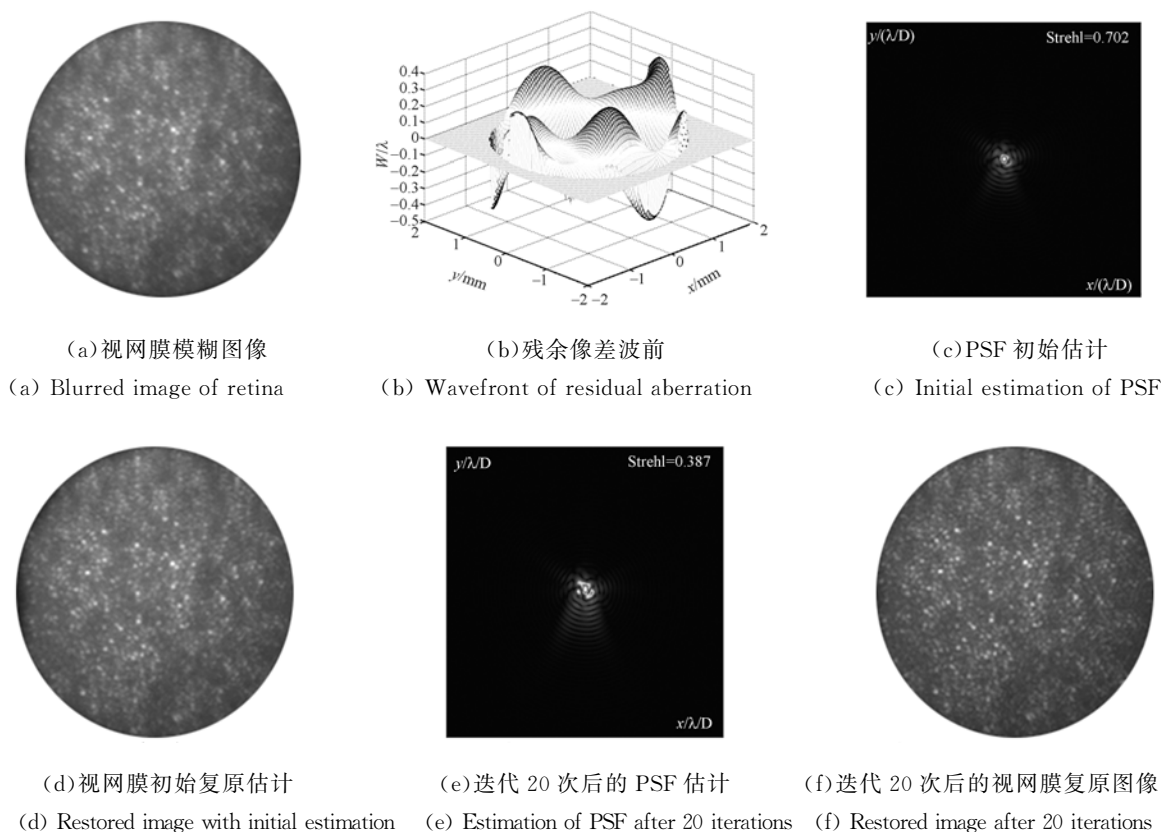 y/(λ/D)
Strehl=0.702
x/(λ/D)
0.4
0.3
0.2
0.1
0
−0.1
−0.2
−0.3
−0.4
−0.5
W/λ
2
1
0
−1
−2
y/mm
−2
−1
0
1
2
x/mm
(a)视网膜模糊图像
(b)残余像差波前
(c)PSF 初始估计
(a) Blurred image of retina
(b) Wavefront of residual aberration
(c) Initial estimation of PSF
y/λ/D
Strehl=0.387
x/λ/D
(d)视网膜初始复原估计
(e)迭代 20 次后的 PSF 估计
(f)迭代 20 次后的视网膜复原图像
(d) Restored image with initial estimation
(e) Estimation of PSF after 20 iterations
(f) Restored image after 20 iterations